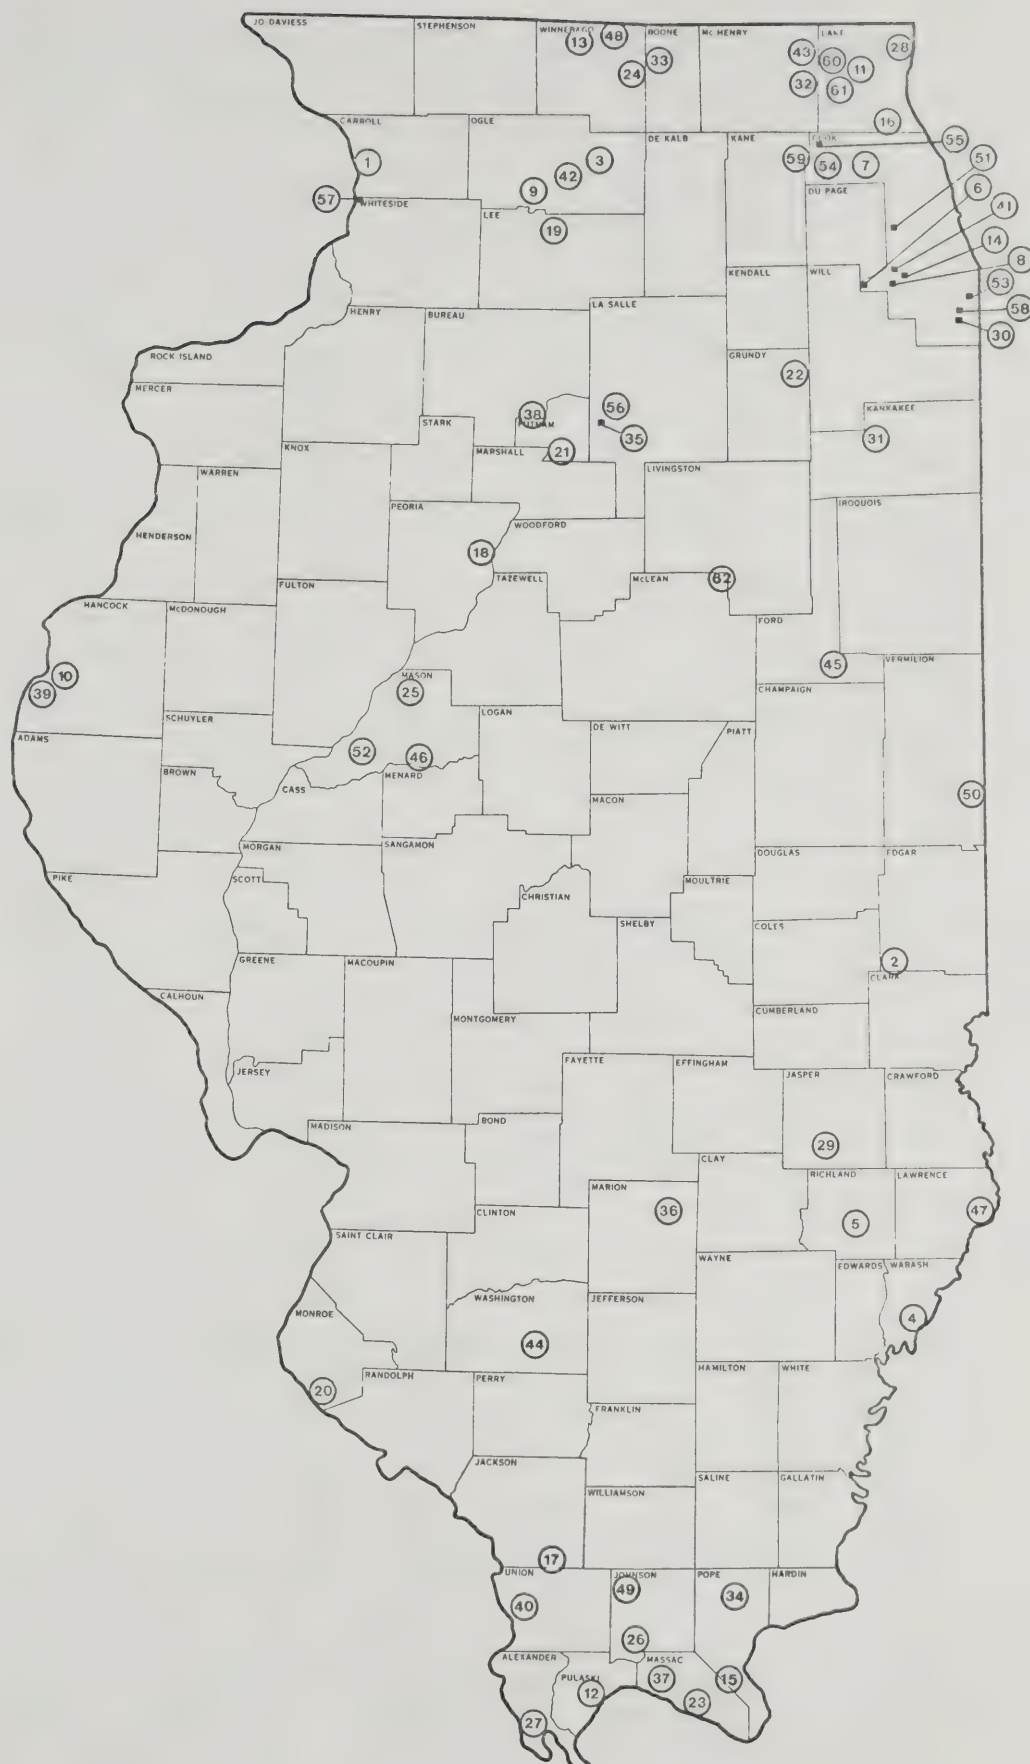 JO DAVIESS
STEPHENSON
WINNEBAGO
BOONE
McHENRY
LAKE
13
48
33
24
43
60
11
28
32
61
16
CARROLL
OGLE
DE KALB
KANE
COOK
55
1
3
42
9
59
54
7
51
57
WHITESIDE
LEE
19
DU PAGE
6
41
14
8
KENDALL
WILL
53
58
30
HENRY
BUREAU
LA SALLE
ROCK ISLAND
MERCER
GRUNDY
22
KANKAKEE
31
STARK
38
PUTNAM
56
35
KNOX
MARSHALL
21
LIVINGSTON
WARREN
PEORIA
WOODFORD
IROQUOIS
HENDERSON
18
TAZEWELL
McLEAN
62
FULTON
HANCOCK
McDONOUGH
FORD
10
39
45
VERMILION
MASON
25
CHAMPAIGN
SCHUYLER
LOGAN
DE WITT
PIATT
ADAMS
52
46
BROWN
MENARD
CASS
MACON
50
MORGAN
SANGAMON
DOUGLAS
EDGAR
PIKE
SCOTT
CHRISTIAN
MOULTRIE
SHELBY
COLES
GREENE
MACOUPIN
2
CLARK
CALHOUN
MONTGOMERY
CUMBERLAND
JERSEY
FAYETTE
EFFINGHAM
JASPER
CRAWFORD
MADISON
BOND
29
CLAY
RICHLAND
LAWRENCE
MARION
36
5
47
CLINTON
SAINT CLAIR
WAYNE
EDWARDS
WABASH
WASHINGTON
JEFFERSON
MONROE
4
44
20
RANDOLPH
PERRY
HAMILTON
WHITE
FRANKLIN
JACKSON
SALINE
GALLATIN
WILLIAMSON
17
UNION
JOHNSON
POPE
HARDIN
49
34
40
26
ALEXANDER
MASSAC
PULASKI
37
15
12
23
27